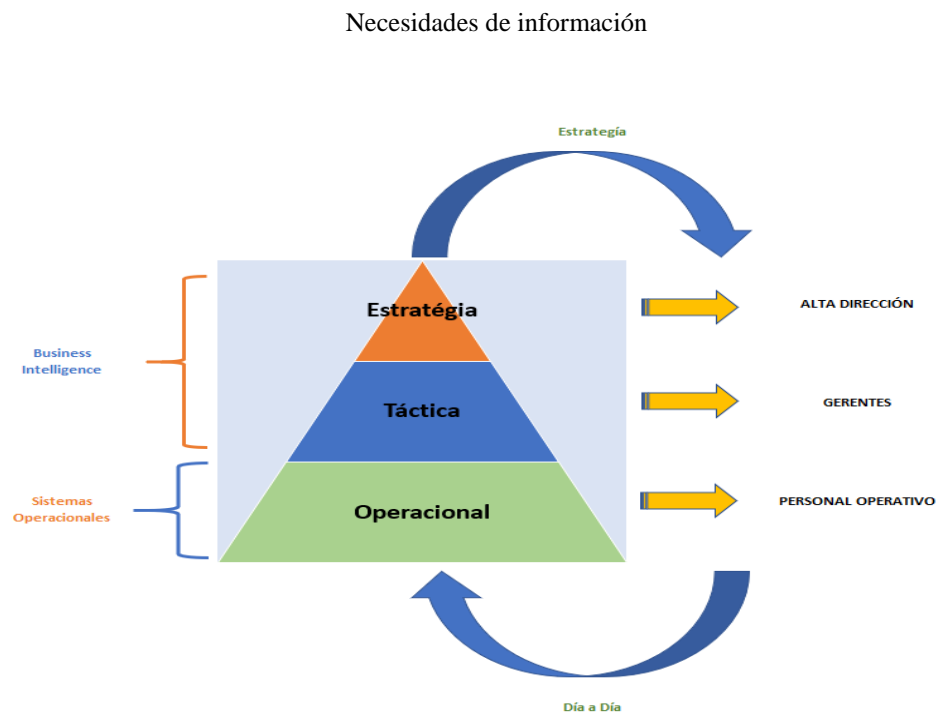 Necesidades de información
Estrategía
Estratégia
ALTA DIRECCIÓN
Business
Intelligence
Táctica
GERENTES
Sistemas
Operacionales
Operacional
PERSONAL OPERATIVO
Día a Día